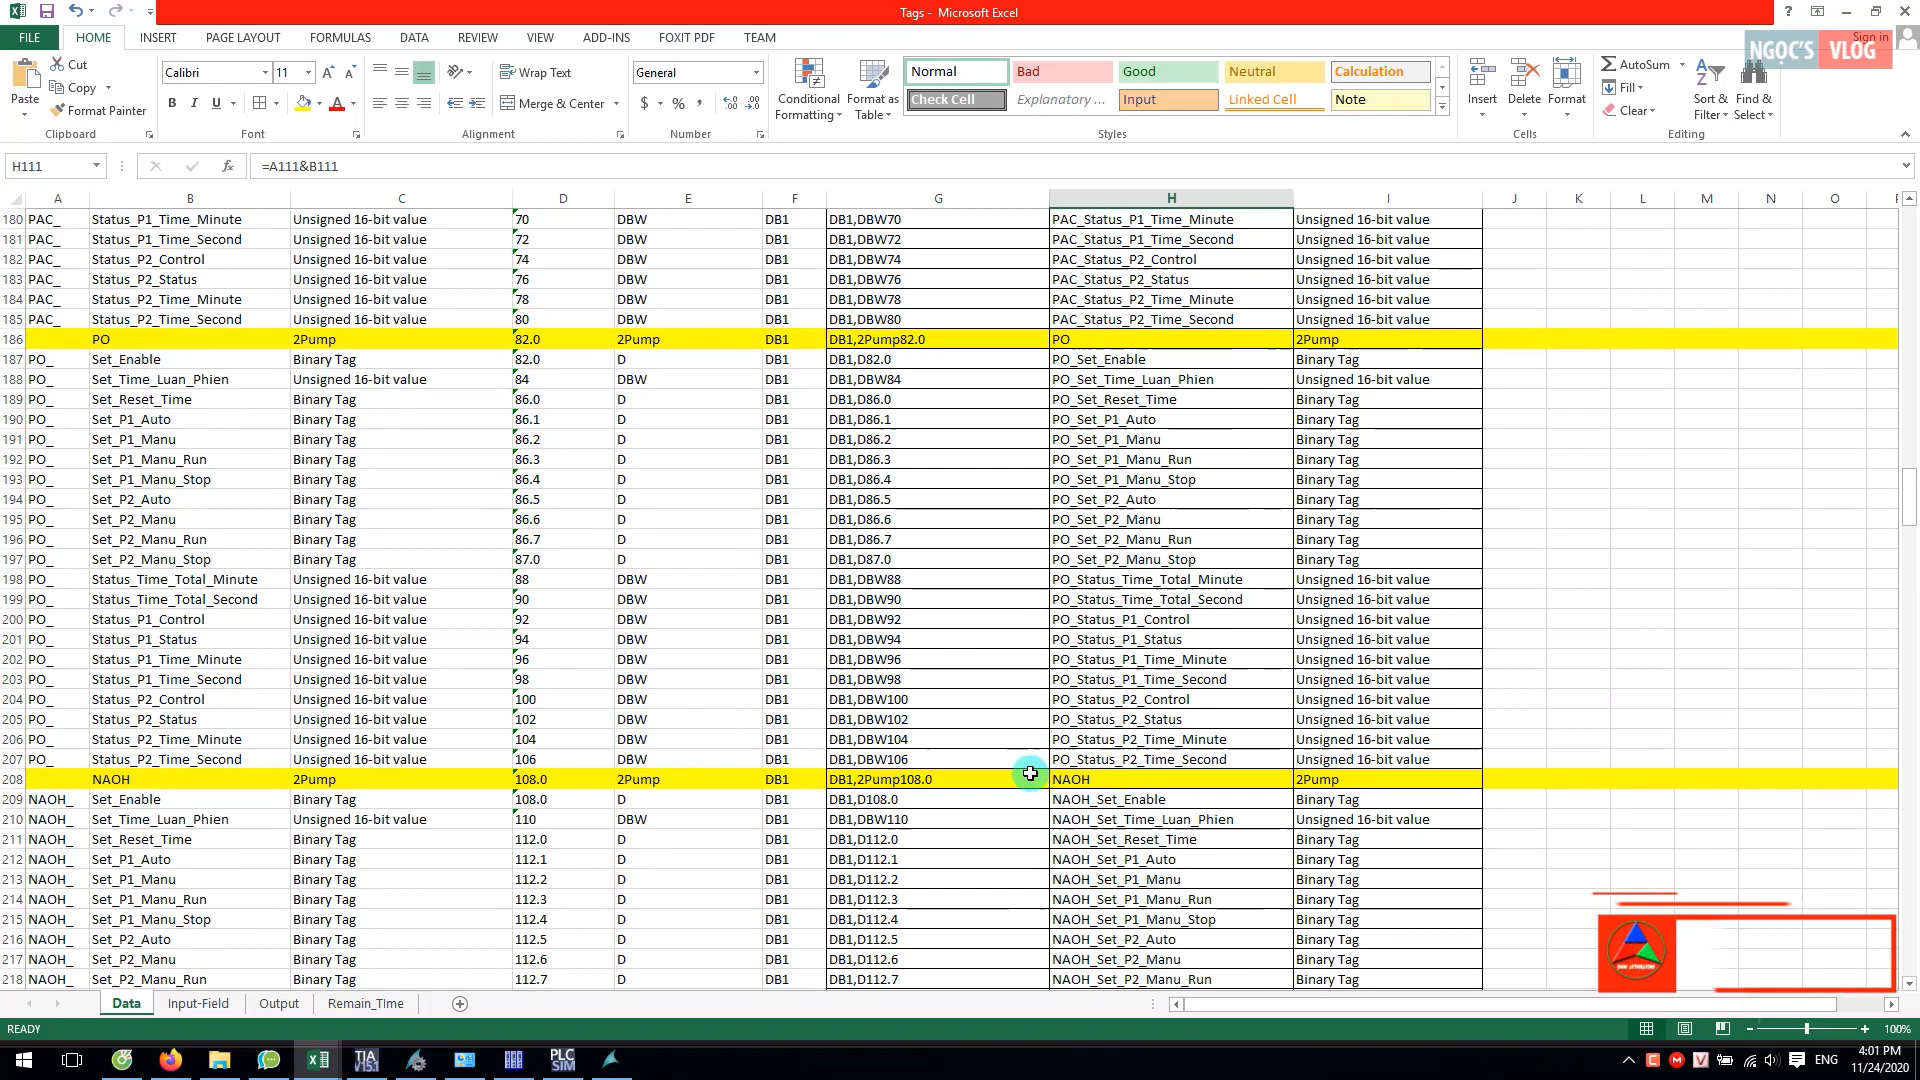 Tags - Microsoft Excel
FILE HOME INSERT PAGE LAYOUT FORMULAS DATA REVIEW VIEW ADD-INS FOXIT PDF TEAM Sign in
NGỌC'S VLOG
Paste Cut Copy Format Painter Clipboard
Calibri 11 B I U Font
Wrap Text Merge & Center Alignment
General $ % , Number
Conditional Formatting Format as Table
Normal Bad Good Neutral Calculation
Check Cell Explanatory ... Input Linked Cell Note
Styles
Insert Delete Format Cells
AutoSum Fill Clear Sort & Filter Find & Select Editing
H111 fx =A111&B111
A B C D E F G H I J K L M N O
180 PAC_ Status_P1_Time_Minute Unsigned 16-bit value 70 DBW DB1 DB1,DBW70 PAC_Status_P1_Time_Minute Unsigned 16-bit value
181 PAC_ Status_P1_Time_Second Unsigned 16-bit value 72 DBW DB1 DB1,DBW72 PAC_Status_P1_Time_Second Unsigned 16-bit value
182 PAC_ Status_P2_Control Unsigned 16-bit value 74 DBW DB1 DB1,DBW74 PAC_Status_P2_Control Unsigned 16-bit value
183 PAC_ Status_P2_Status Unsigned 16-bit value 76 DBW DB1 DB1,DBW76 PAC_Status_P2_Status Unsigned 16-bit value
184 PAC_ Status_P2_Time_Minute Unsigned 16-bit value 78 DBW DB1 DB1,DBW78 PAC_Status_P2_Time_Minute Unsigned 16-bit value
185 PAC_ Status_P2_Time_Second Unsigned 16-bit value 80 DBW DB1 DB1,DBW80 PAC_Status_P2_Time_Second Unsigned 16-bit value
186 PO 2Pump 82.0 2Pump DB1 DB1,2Pump82.0 PO 2Pump
187 PO_ Set_Enable Binary Tag 82.0 D DB1 DB1,D82.0 PO_Set_Enable Binary Tag
188 PO_ Set_Time_Luan_Phien Unsigned 16-bit value 84 DBW DB1 DB1,DBW84 PO_Set_Time_Luan_Phien Unsigned 16-bit value
189 PO_ Set_Reset_Time Binary Tag 86.0 D DB1 DB1,D86.0 PO_Set_Reset_Time Binary Tag
190 PO_ Set_P1_Auto Binary Tag 86.1 D DB1 DB1,D86.1 PO_Set_P1_Auto Binary Tag
191 PO_ Set_P1_Manu Binary Tag 86.2 D DB1 DB1,D86.2 PO_Set_P1_Manu Binary Tag
192 PO_ Set_P1_Manu_Run Binary Tag 86.3 D DB1 DB1,D86.3 PO_Set_P1_Manu_Run Binary Tag
193 PO_ Set_P1_Manu_Stop Binary Tag 86.4 D DB1 DB1,D86.4 PO_Set_P1_Manu_Stop Binary Tag
194 PO_ Set_P2_Auto Binary Tag 86.5 D DB1 DB1,D86.5 PO_Set_P2_Auto Binary Tag
195 PO_ Set_P2_Manu Binary Tag 86.6 D DB1 DB1,D86.6 PO_Set_P2_Manu Binary Tag
196 PO_ Set_P2_Manu_Run Binary Tag 86.7 D DB1 DB1,D86.7 PO_Set_P2_Manu_Run Binary Tag
197 PO_ Set_P2_Manu_Stop Binary Tag 87.0 D DB1 DB1,D87.0 PO_Set_P2_Manu_Stop Binary Tag
198 PO_ Status_Time_Total_Minute Unsigned 16-bit value 88 DBW DB1 DB1,DBW88 PO_Status_Time_Total_Minute Unsigned 16-bit value
199 PO_ Status_Time_Total_Second Unsigned 16-bit value 90 DBW DB1 DB1,DBW90 PO_Status_Time_Total_Second Unsigned 16-bit value
200 PO_ Status_P1_Control Unsigned 16-bit value 92 DBW DB1 DB1,DBW92 PO_Status_P1_Control Unsigned 16-bit value
201 PO_ Status_P1_Status Unsigned 16-bit value 94 DBW DB1 DB1,DBW94 PO_Status_P1_Status Unsigned 16-bit value
202 PO_ Status_P1_Time_Minute Unsigned 16-bit value 96 DBW DB1 DB1,DBW96 PO_Status_P1_Time_Minute Unsigned 16-bit value
203 PO_ Status_P1_Time_Second Unsigned 16-bit value 98 DBW DB1 DB1,DBW98 PO_Status_P1_Time_Second Unsigned 16-bit value
204 PO_ Status_P2_Control Unsigned 16-bit value 100 DBW DB1 DB1,DBW100 PO_Status_P2_Control Unsigned 16-bit value
205 PO_ Status_P2_Status Unsigned 16-bit value 102 DBW DB1 DB1,DBW102 PO_Status_P2_Status Unsigned 16-bit value
206 PO_ Status_P2_Time_Minute Unsigned 16-bit value 104 DBW DB1 DB1,DBW104 PO_Status_P2_Time_Minute Unsigned 16-bit value
207 PO_ Status_P2_Time_Second Unsigned 16-bit value 106 DBW DB1 DB1,DBW106 PO_Status_P2_Time_Second Unsigned 16-bit value
208 NAOH 2Pump 108.0 2Pump DB1 DB1,2Pump108.0 NAOH 2Pump
209 NAOH_ Set_Enable Binary Tag 108.0 D DB1 DB1,D108.0 NAOH_Set_Enable Binary Tag
210 NAOH_ Set_Time_Luan_Phien Unsigned 16-bit value 110 DBW DB1 DB1,DBW110 NAOH_Set_Time_Luan_Phien Unsigned 16-bit value
211 NAOH_ Set_Reset_Time Binary Tag 112.0 D DB1 DB1,D112.0 NAOH_Set_Reset_Time Binary Tag
212 NAOH_ Set_P1_Auto Binary Tag 112.1 D DB1 DB1,D112.1 NAOH_Set_P1_Auto Binary Tag
213 NAOH_ Set_P1_Manu Binary Tag 112.2 D DB1 DB1,D112.2 NAOH_Set_P1_Manu Binary Tag
214 NAOH_ Set_P1_Manu_Run Binary Tag 112.3 D DB1 DB1,D112.3 NAOH_Set_P1_Manu_Run Binary Tag
215 NAOH_ Set_P1_Manu_Stop Binary Tag 112.4 D DB1 DB1,D112.4 NAOH_Set_P1_Manu_Stop Binary Tag
216 NAOH_ Set_P2_Auto Binary Tag 112.5 D DB1 DB1,D112.5 NAOH_Set_P2_Auto Binary Tag
217 NAOH_ Set_P2_Manu Binary Tag 112.6 D DB1 DB1,D112.6 NAOH_Set_P2_Manu Binary Tag
218 NAOH_ Set_P2_Manu_Run Binary Tag 112.7 D DB1 DB1,D112.7 NAOH_Set_P2_Manu_Run Binary Tag
Data Input-Field Output Remain_TIme
READY 100%
TIA V15.1 PLC SIM ENG 4:01 PM
11/24/2020